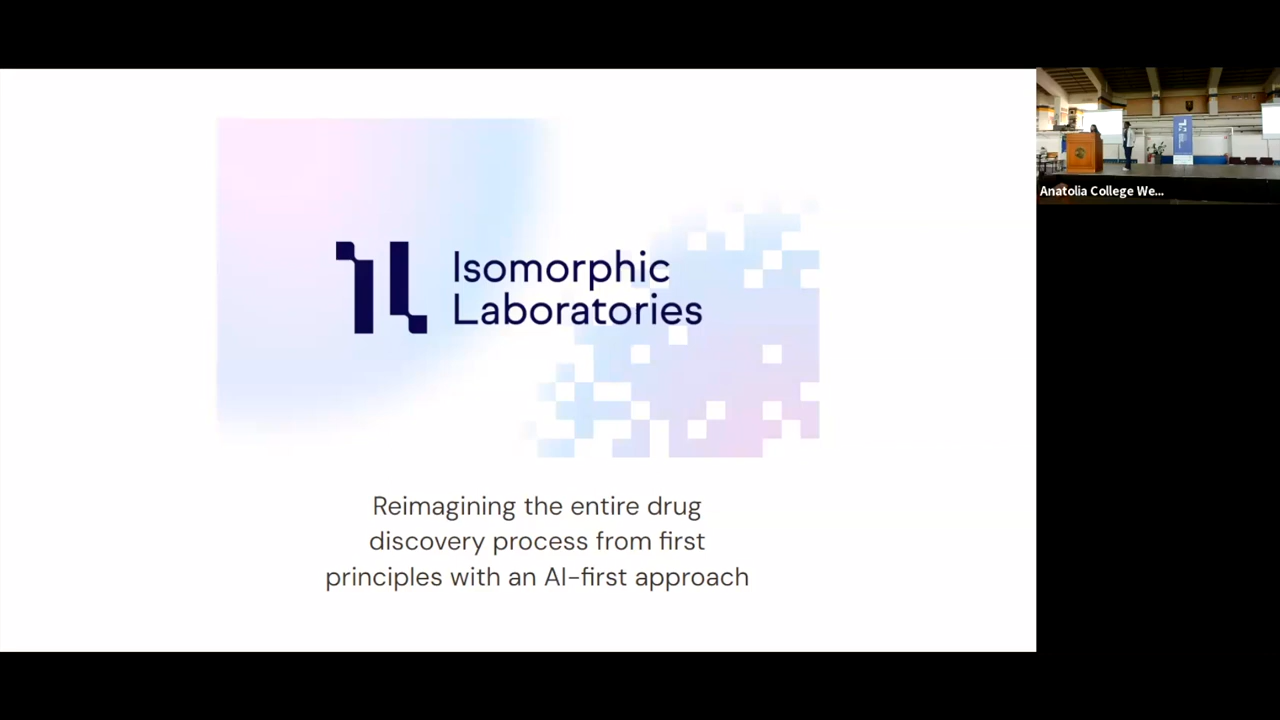 Isomorphic
Laboratories
Reimagining the entire drug
discovery process from first
principles with an AI-first approach
Anatolia College We...